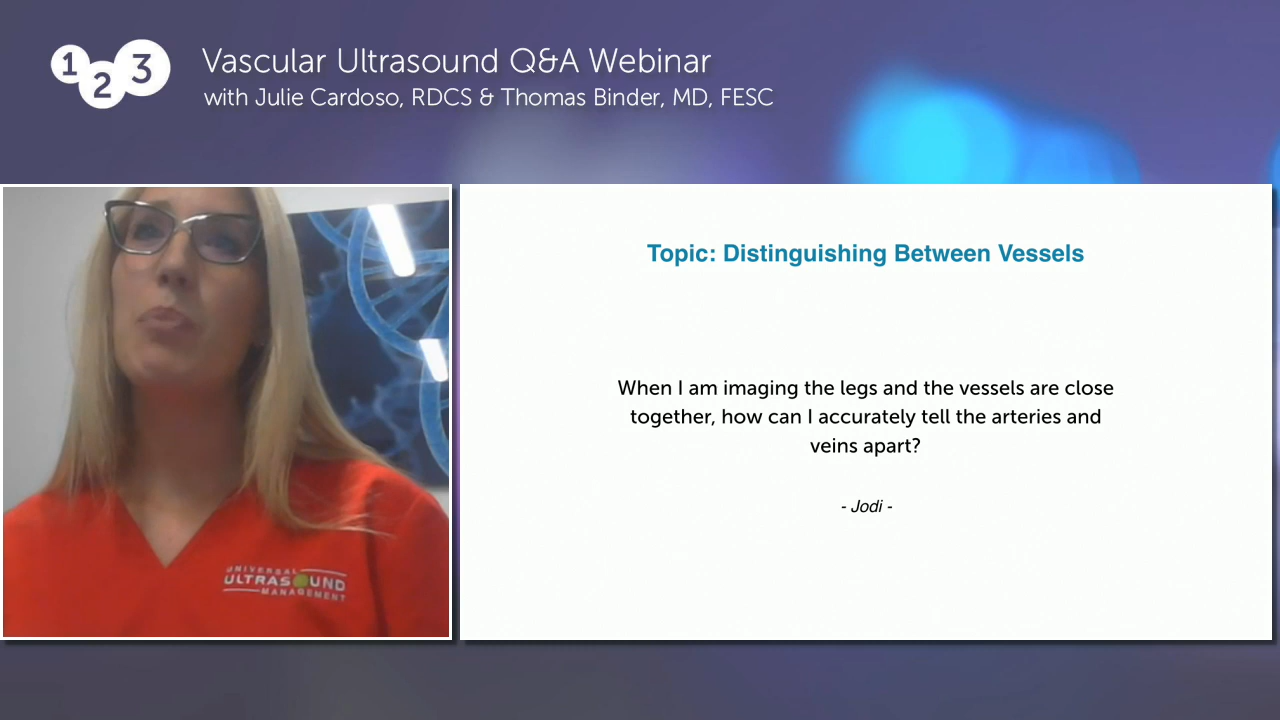 1 2 3
Vascular Ultrasound Q&A Webinar
with Julie Cardoso, RDCS & Thomas Binder, MD, FESC
Topic: Distinguishing Between Vessels
When I am imaging the legs and the vessels are close
together, how can I accurately tell the arteries and
veins apart?
- Jodi -
UNIVERSAL
ULTRASOUND
MANAGEMENT